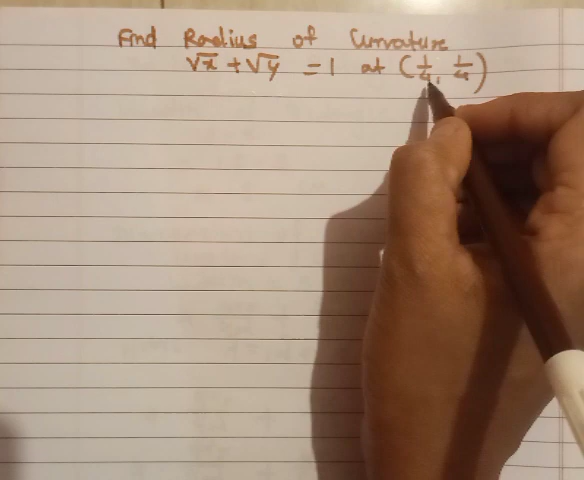 Find Radius of Curvature
√x + √y = 1 at (1/4, 1/4)